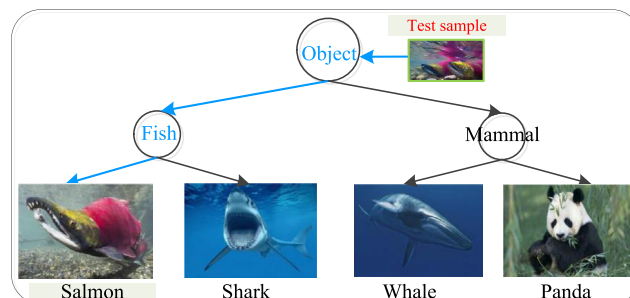 Test sample
Object
Fish
Mammal
Salmon
Shark
Whale
Panda